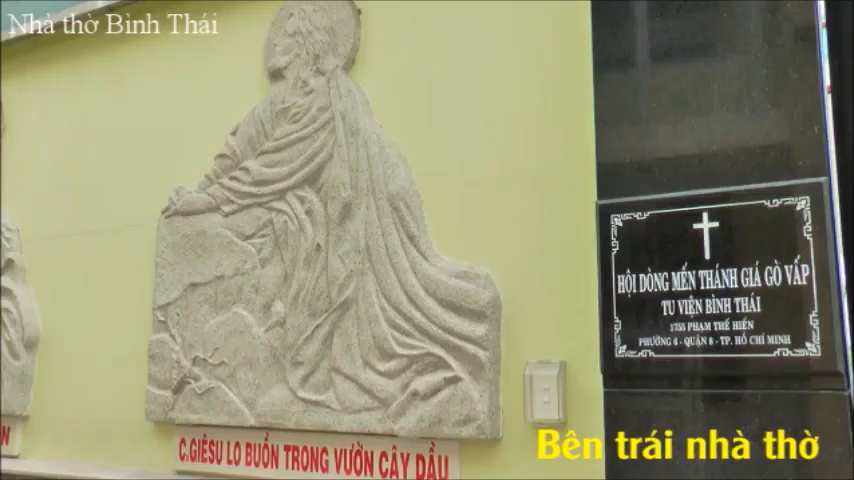 Nhà thờ Bình Thái
HỘI DÒNG MẾN THÁNH GIÁ GÒ VẤP
TU VIỆN BÌNH THÁI
1755 PHẠM THẾ HIỂN
PHƯỜNG 6 - QUẬN 8 - TP. HỒ CHÍ MINH
C.GIÊSU LO BUỒN TRONG VƯỜN CÂY DẦU
Bên trái nhà thờ